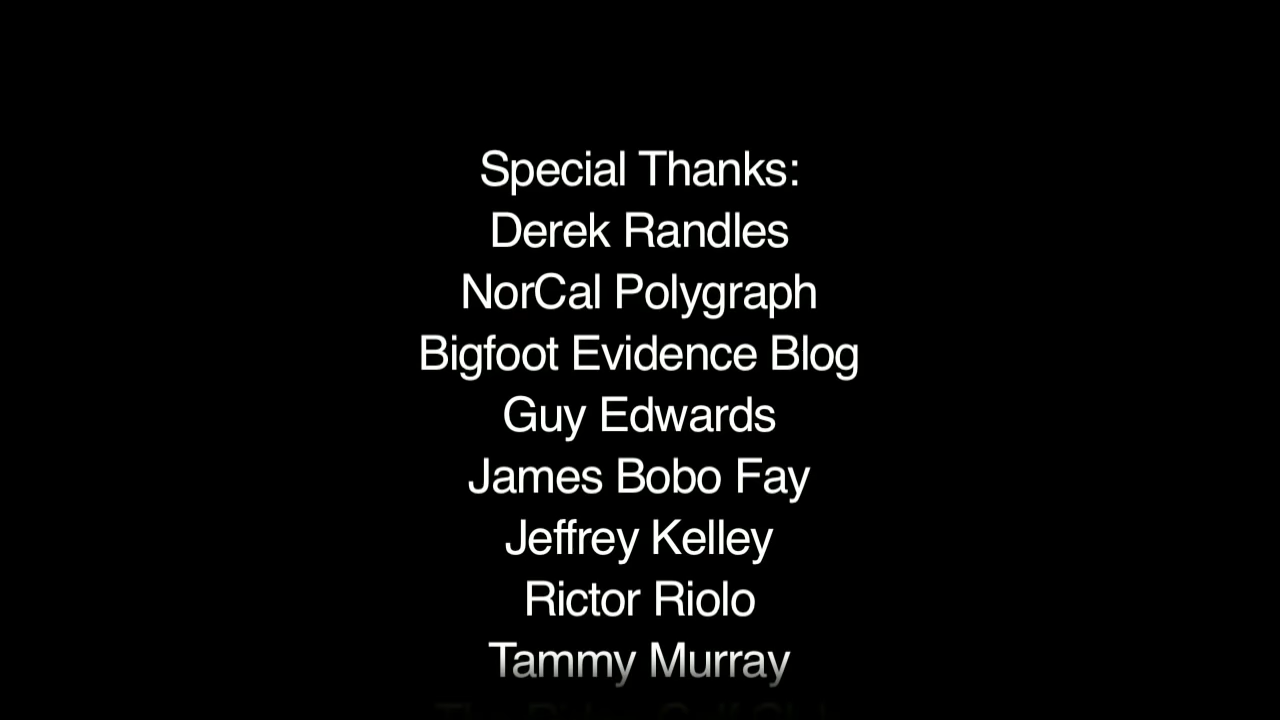 Special Thanks:
Derek Randles
NorCal Polygraph
Bigfoot Evidence Blog
Guy Edwards
James Bobo Fay
Jeffrey Kelley
Rictor Riolo
Tammy Murray